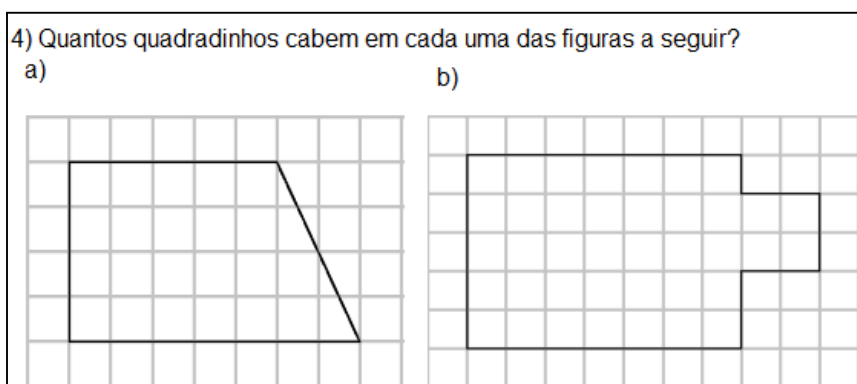 4) Quantos quadradinhos cabem em cada uma das figuras a seguir?
a)
b)